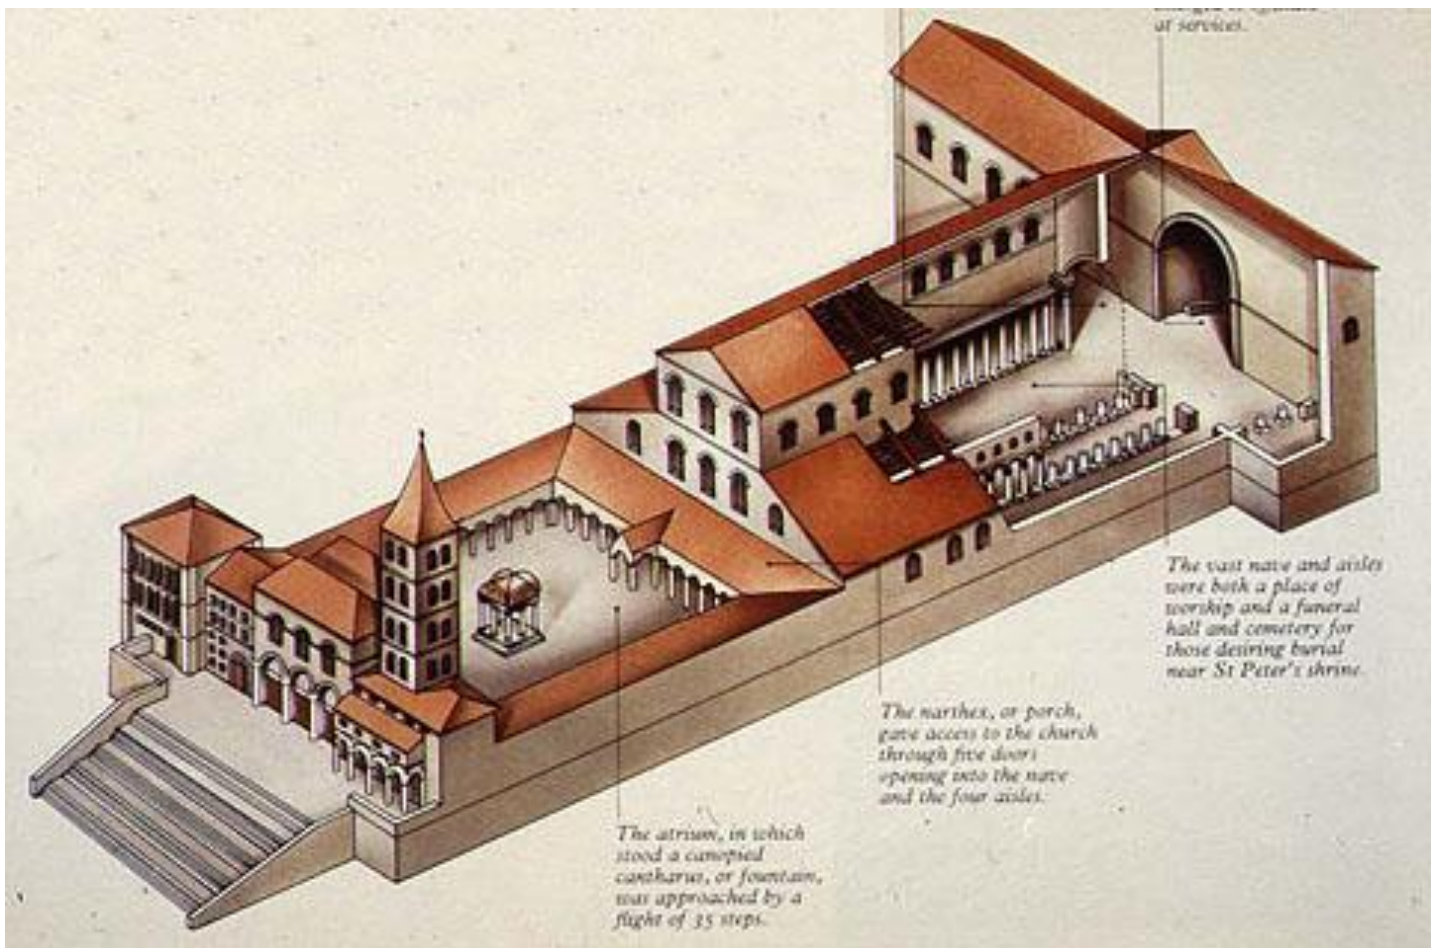 at services.
The vast nave and aisles
were both a place of
worship and a funeral
hall and cemetery for
those desiring burial
near St Peter's shrine.
The narthex, or porch,
gave access to the church
through five doors
opening into the nave
and the four aisles.
The atrium, in which
stood a canopied
cantharus, or fountain,
was approached by a
flight of 35 steps.